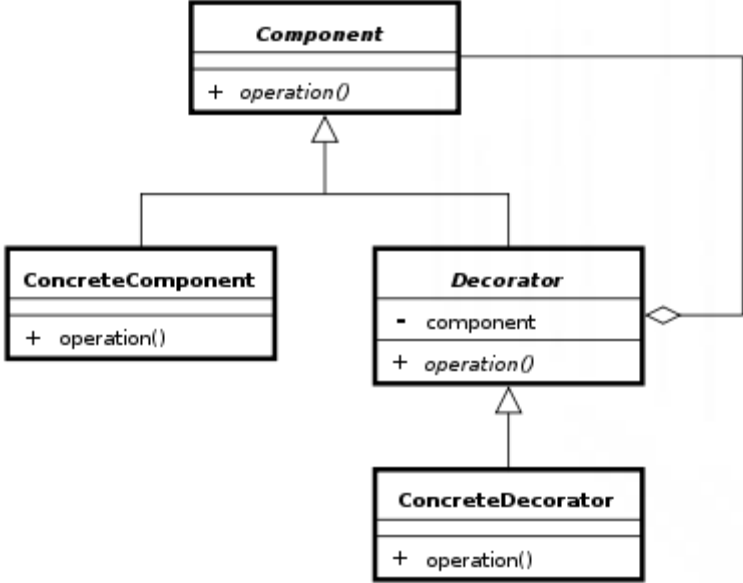 Component
+ operation()
ConcreteComponent
+ operation()
Decorator
- component
+ operation()
ConcreteDecorator
+ operation()